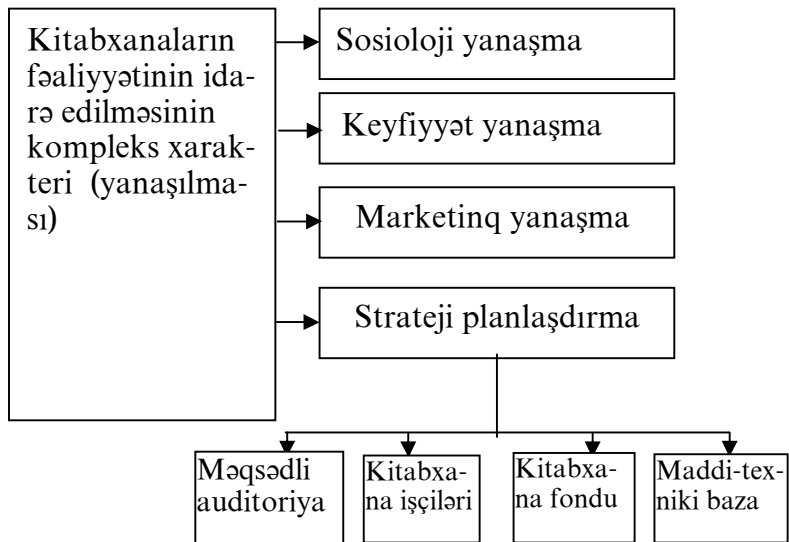 Kitabxanaların
fəaliyyətinin ida-
rə edilməsinin
kompleks xarak-
teri (yanaşılma-
sı)
Sosioloji yanaşma
Keyfiyyət yanaşma
Marketinq yanaşma
Strateji planlaşdırma
Məqsədli
auditoriya
Kitabxa-
na işçiləri
Kitabxa-
na fondu
Maddi-tex-
niki baza